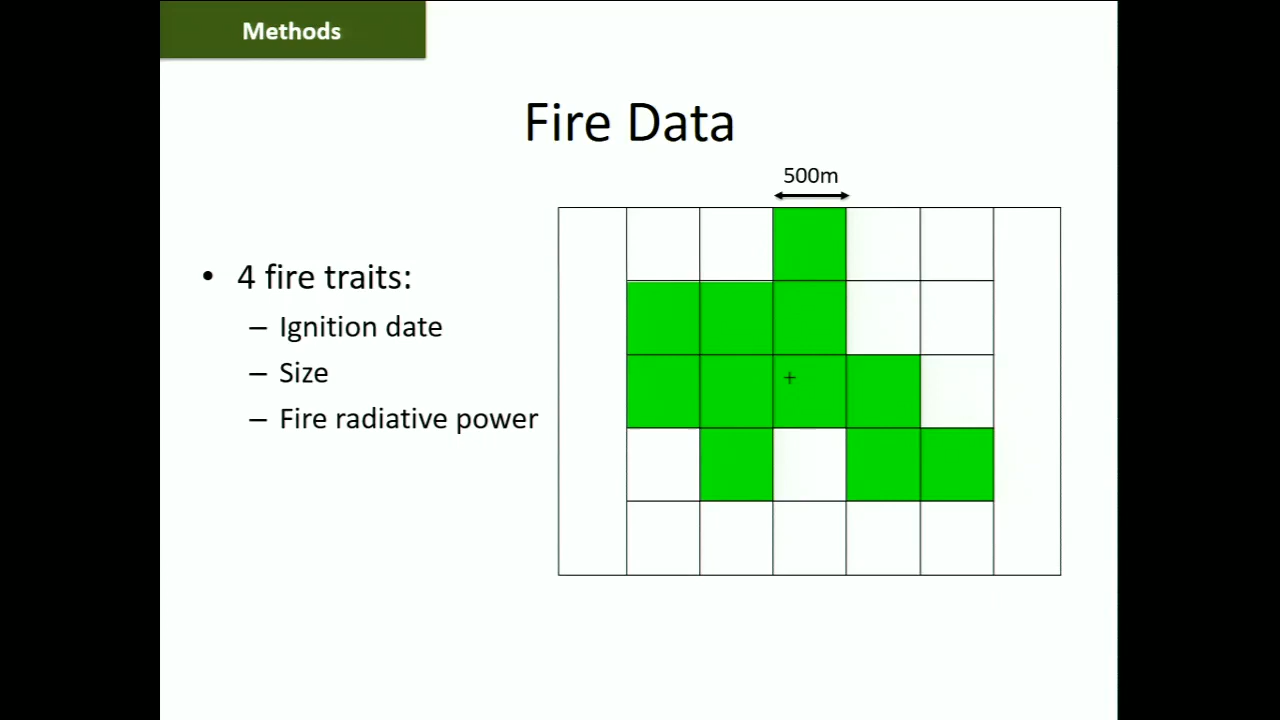 Methods
Fire Data
500m
• 4 fire traits:
– Ignition date
– Size
– Fire radiative power